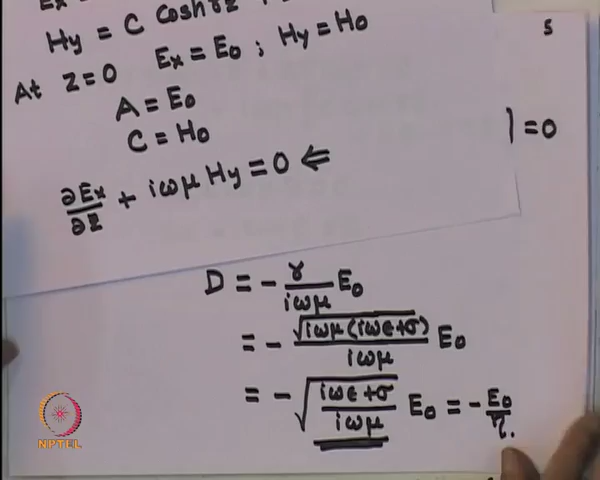 Hy = C Cosh γz
At z=0 Ex = E0 ; Hy = H0
A = E0
C = H0
∂Ex/∂z + iωμ Hy = 0 ⇐
] = 0
5
D = - γ/iωμ E0
= - √iωμ(iωϵ+σ)/iωμ E0
= - √iωϵ+σ/iωμ E0 = - E0/η.
NPTEL